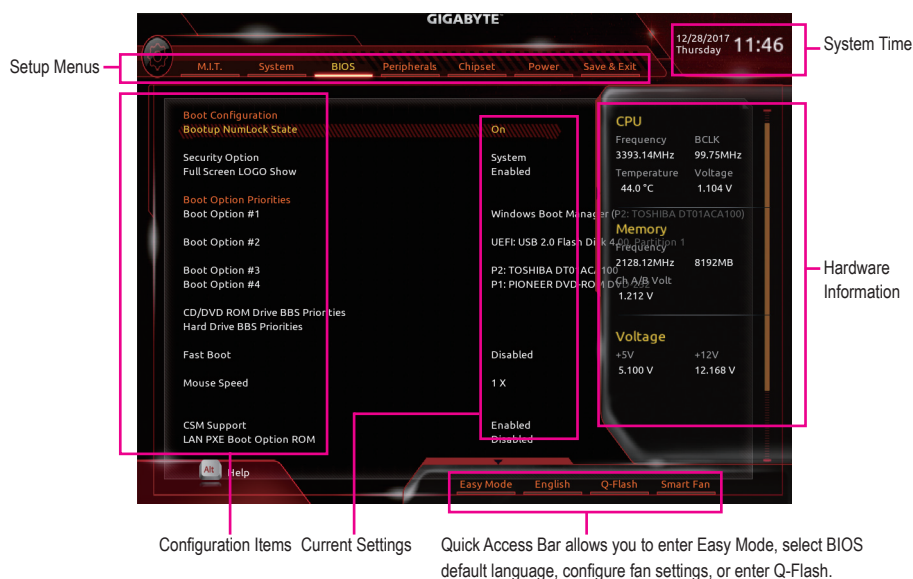 GIGABYTE™
12/28/2017
Thursday
11:46
System Time
Setup Menus
M.I.T. System BIOS Peripherals Chipset Power Save & Exit
Boot Configuration
Bootup NumLock State On
Security Option System
Full Screen LOGO Show Enabled
Boot Option Priorities
Boot Option #1 Windows Boot Manager (P2: TOSHIBA DT01ACA100)
Boot Option #2 UEFI: USB 2.0 Flash Disk 4.00, Partition 1
Boot Option #3 P2: TOSHIBA DT01ACA100
Boot Option #4 P1: PIONEER DVD-ROM DVD-232
CD/DVD ROM Drive BBS Priorities
Hard Drive BBS Priorities
Fast Boot Disabled
Mouse Speed 1 X
CSM Support Enabled
LAN PXE Boot Option ROM Disabled
CPU
Frequency BCLK
3393.14MHz 99.75MHz
Temperature Voltage
44.0 °C 1.104 V
Memory
Frequency
2128.12MHz 8192MB
Ch A/B Volt
1.212 V
Voltage
+5V +12V
5.100 V 12.168 V
Hardware
Information
Alt Help
Easy Mode English Q-Flash Smart Fan
Configuration Items
Current Settings
Quick Access Bar allows you to enter Easy Mode, select BIOS
default language, configure fan settings, or enter Q-Flash.